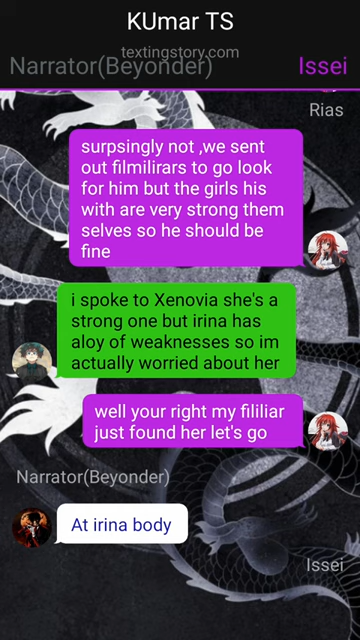 KUmar TS
textingstory.com
Narrator(Beyonder)
Issei
Rias
surpsingly not ,we sent
out filmilirars to go look
for him but the girls his
with are very strong them
selves so he should be
fine
i spoke to Xenovia she's a
strong one but irina has
aloy of weaknesses so im
actually worried about her
well your right my fililiar
just found her let's go
Narrator(Beyonder)
At irina body
Issei